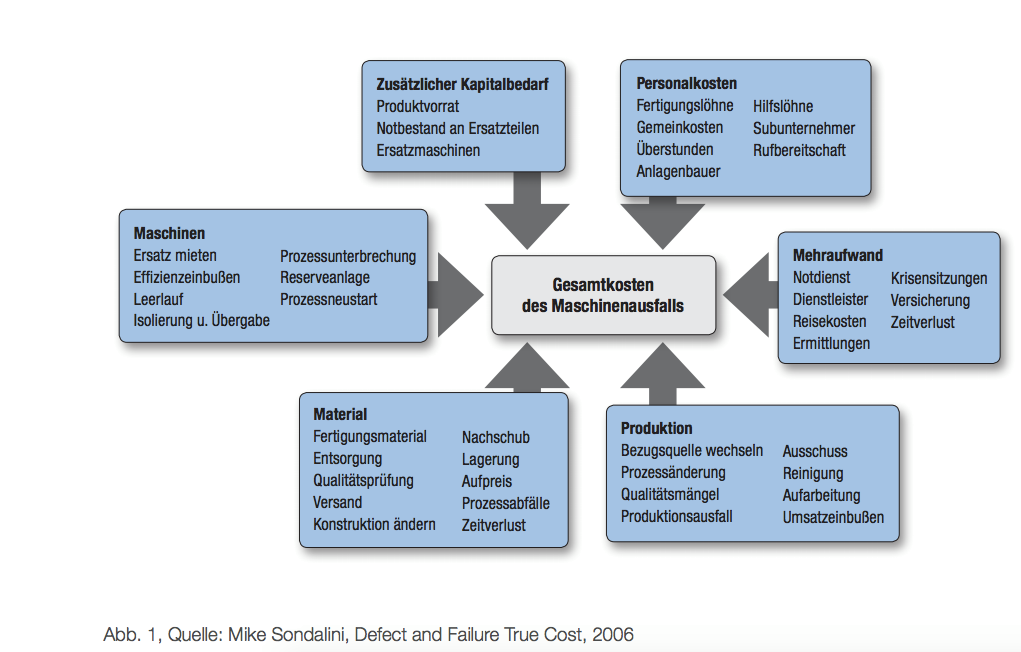 Zusätzlicher Kapitalbedarf
Produktvorrat
Notbestand an Ersatzteilen
Ersatzmaschinen
Personalkosten
Fertigungslöhne Hilfslöhne
Gemeinkosten Subunternehmer
Überstunden Rufbereitschaft
Anlagenbauer
Maschinen
Ersatz mieten Prozessunterbrechung
Effizienzeinbußen Reserveanlage
Leerlauf Prozessneustart
Isolierung u. Übergabe
Gesamtkosten
des Maschinenausfalls
Mehraufwand
Notdienst Krisensitzungen
Dienstleister Versicherung
Reisekosten Zeitverlust
Ermittlungen
Material
Fertigungsmaterial Nachschub
Entsorgung Lagerung
Qualitätsprüfung Aufpreis
Versand Prozessabfälle
Konstruktion ändern Zeitverlust
Produktion
Bezugsquelle wechseln Ausschuss
Prozessänderung Reinigung
Qualitätsmängel Aufarbeitung
Produktionsausfall Umsatzeinbußen
Abb. 1, Quelle: Mike Sondalini, Defect and Failure True Cost, 2006